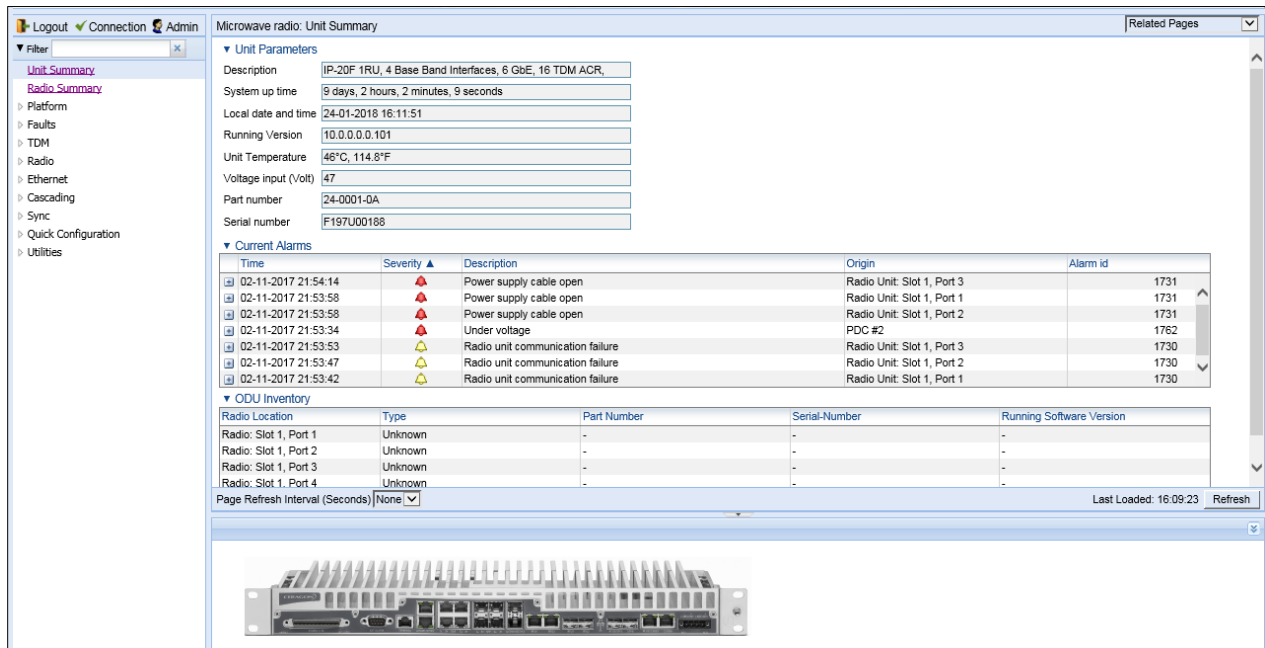 Logout Connection Admin
Filter
Unit Summary
Radio Summary
Platform
Faults
TDM
Radio
Ethernet
Cascading
Sync
Quick Configuration
Utilities
Microwave radio: Unit Summary Related Pages
Unit Parameters
Description IP-20F 1RU, 4 Base Band Interfaces, 6 GbE, 16 TDM ACR,
System up time 9 days, 2 hours, 2 minutes, 9 seconds
Local date and time 24-01-2018 16:11:51
Running Version 10.0.0.0.0.101
Unit Temperature 46°C, 114.8°F
Voltage input (Volt) 47
Part number 24-0001-0A
Serial number F197U00188
Current Alarms
Time Severity ▲ Description Origin Alarm id
02-11-2017 21:54:14 Power supply cable open Radio Unit: Slot 1, Port 3 1731
02-11-2017 21:53:58 Power supply cable open Radio Unit: Slot 1, Port 1 1731
02-11-2017 21:53:58 Power supply cable open Radio Unit: Slot 1, Port 2 1731
02-11-2017 21:53:34 Under voltage PDC #2 1762
02-11-2017 21:53:53 Radio unit communication failure Radio Unit: Slot 1, Port 3 1730
02-11-2017 21:53:47 Radio unit communication failure Radio Unit: Slot 1, Port 2 1730
02-11-2017 21:53:42 Radio unit communication failure Radio Unit: Slot 1, Port 1 1730
ODU Inventory
Radio Location Type Part Number Serial-Number Running Software Version
Radio: Slot 1, Port 1 Unknown - - -
Radio: Slot 1, Port 2 Unknown - - -
Radio: Slot 1, Port 3 Unknown - - -
Radio: Slot 1, Port 4 Unknown - - -
Page Refresh Interval (Seconds) None Last Loaded: 16:09:23 Refresh